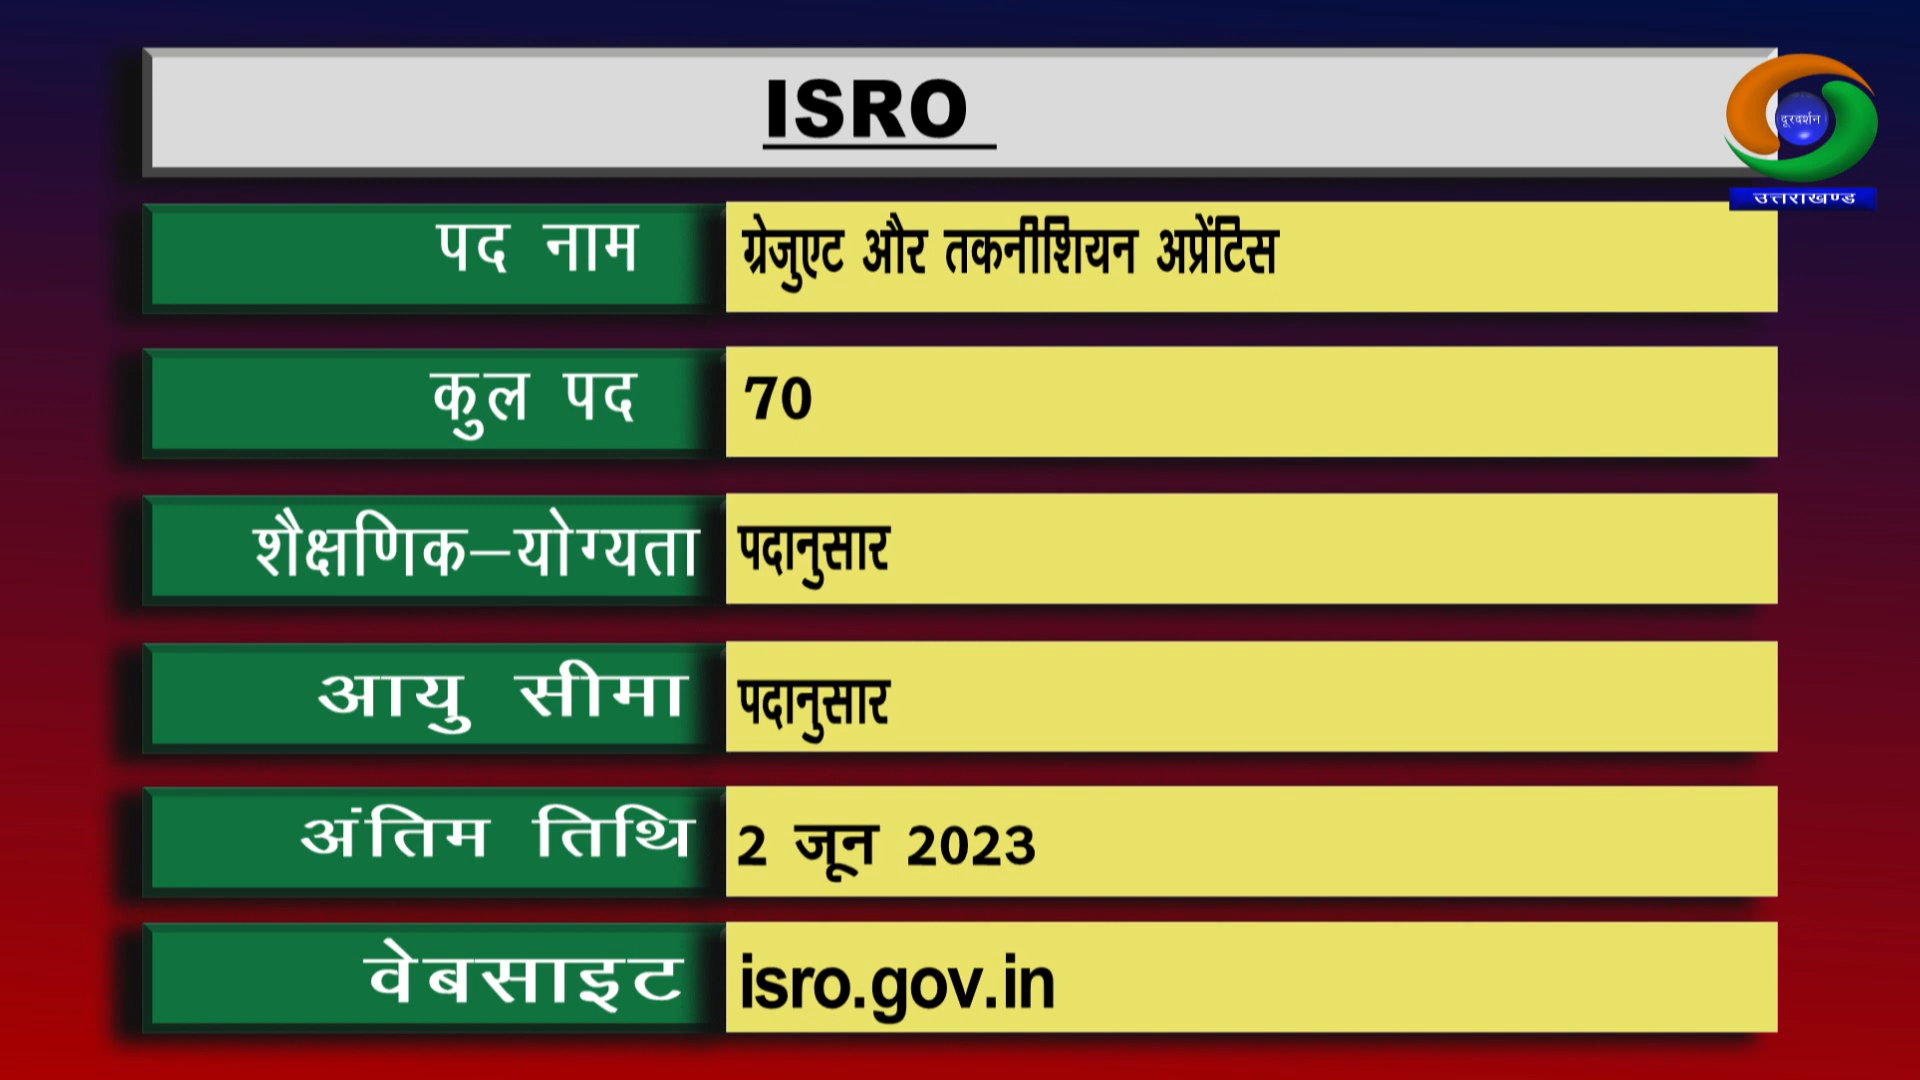 ISRO
दूरदर्शन
उत्तराखण्ड
पद नाम
ग्रेजुएट और तकनीशियन अप्रेंटिस
कुल पद
70
शैक्षणिक–योग्यता
पदानुसार
आयु सीमा
पदानुसार
अंतिम तिथि
2 जून 2023
वेबसाइट
isro.gov.in